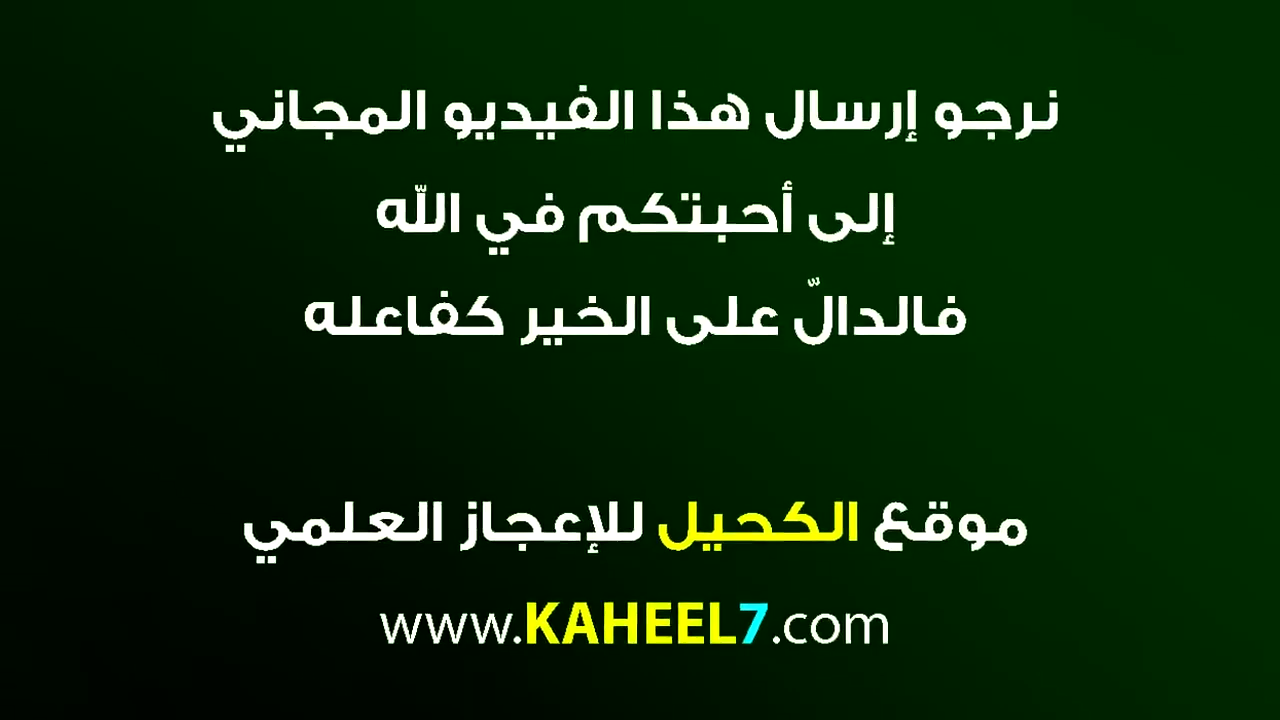 نرجو إرسال هذا الفيديو المجاني
إلى أحبتكم في الله
فالدالّ على الخير كفاعله
موقع الكحيل للإعجاز العلمي
www.KAHEEL7.com